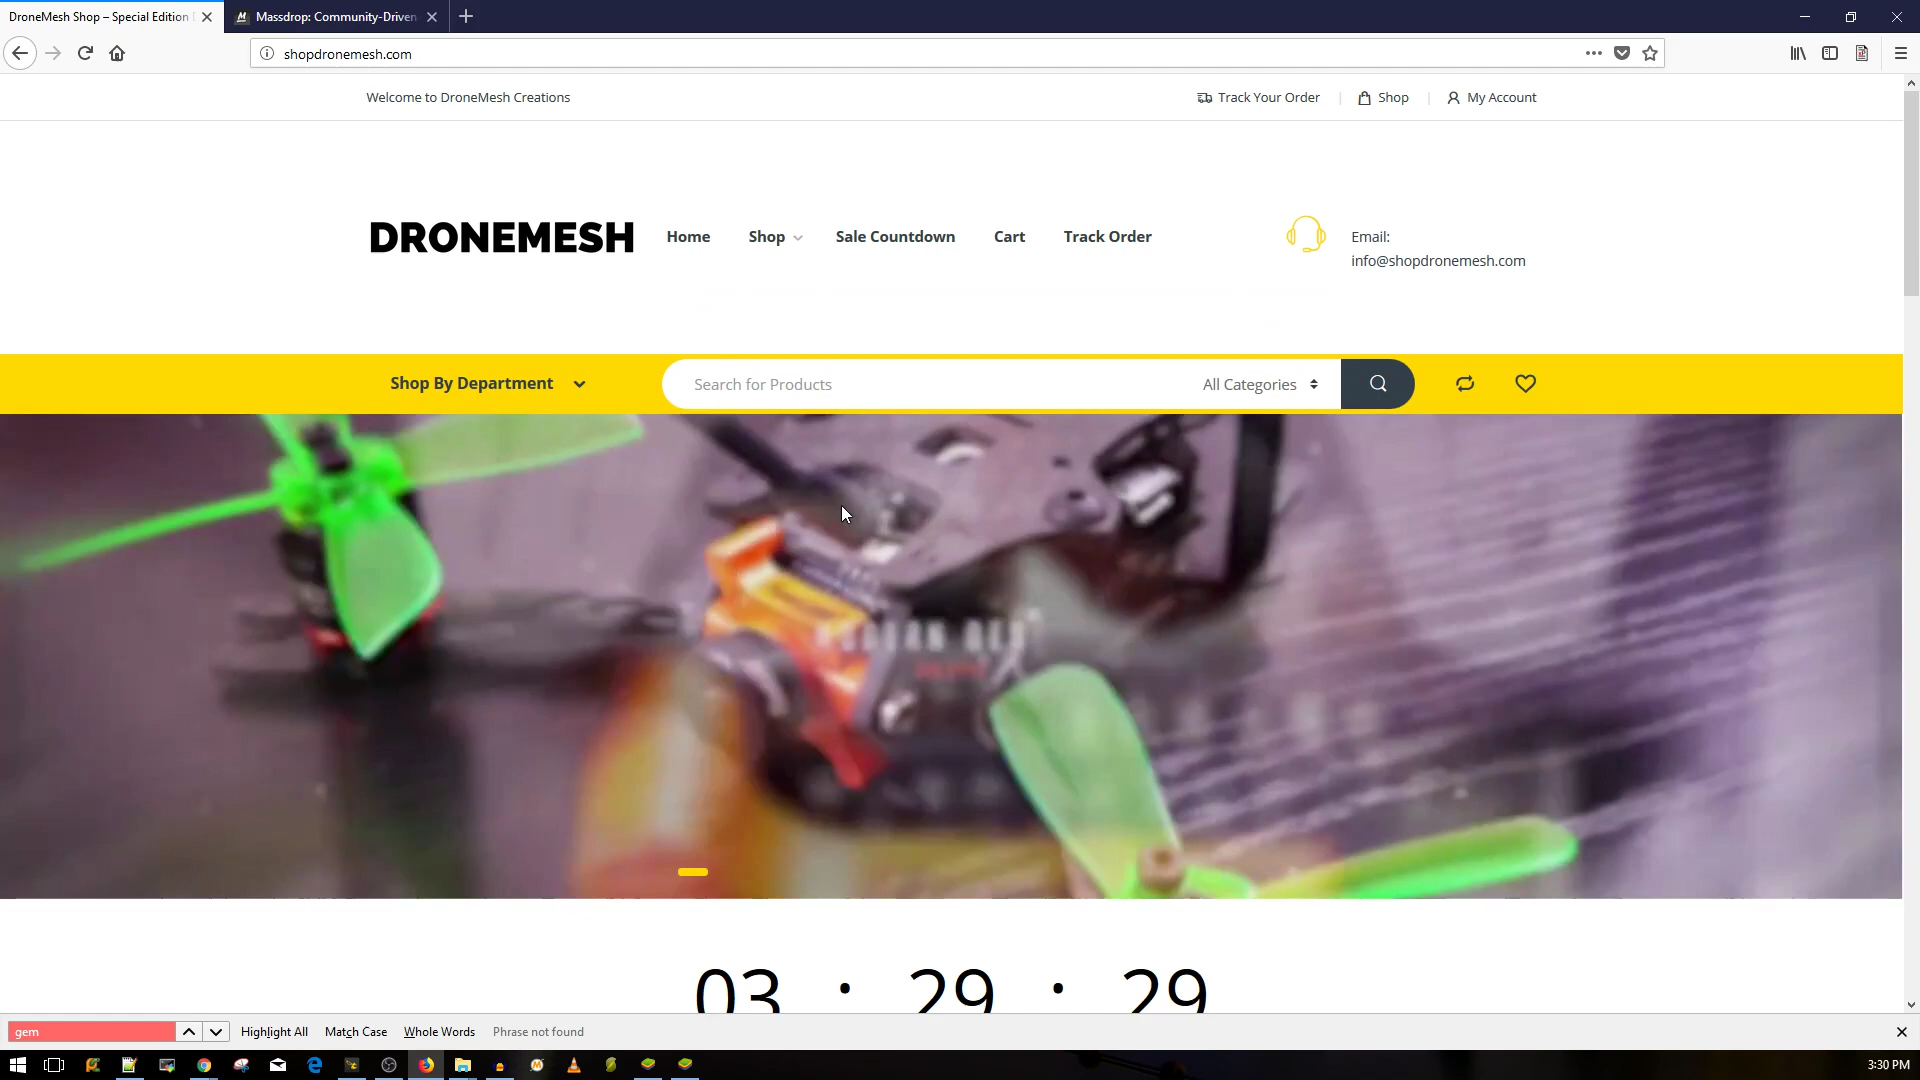 DroneMesh Shop – Special Edition
Massdrop: Community-Driven
shopdronemesh.com
Welcome to DroneMesh Creations
Track Your Order
Shop
My Account
DRONEMESH
Home
Shop
Sale Countdown
Cart
Track Order
Email:
info@shopdronemesh.com
Shop By Department
Search for Products
All Categories
03 : 29 : 29
gem
Highlight All
Match Case
Whole Words
Phrase not found
3:30 PM